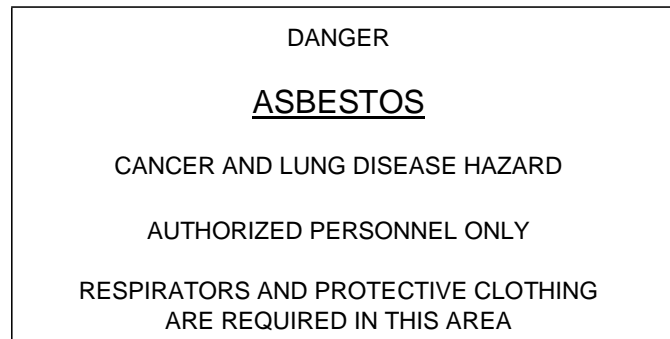 DANGER
ASBESTOS
CANCER AND LUNG DISEASE HAZARD
AUTHORIZED PERSONNEL ONLY
RESPIRATORS AND PROTECTIVE CLOTHING
ARE REQUIRED IN THIS AREA